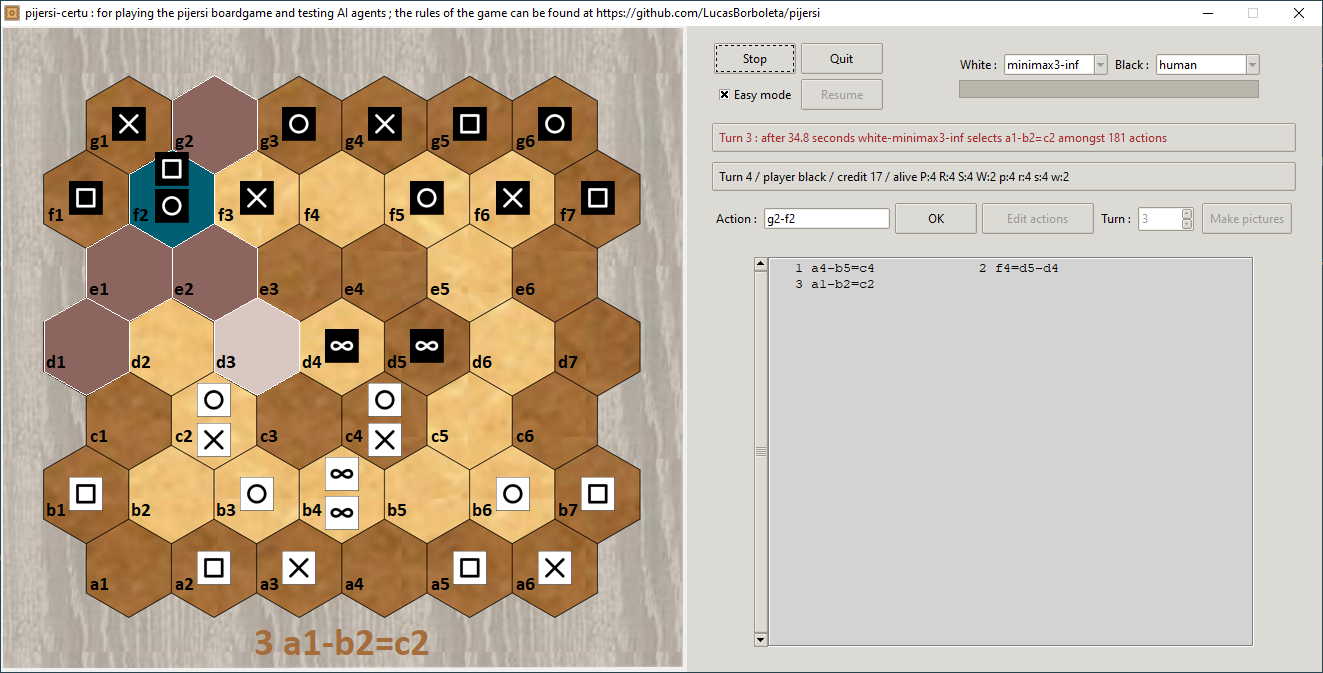 pijersi-certu : for playing the pijersi boardgame and testing AI agents ; the rules of the game can be found at https://github.com/LucasBorboleta/pijersi
Stop Quit White : minimax3-inf Black : human
Easy mode Resume
Turn 3 : after 34.8 seconds white-minimax3-inf selects a1-b2=c2 amongst 181 actions
Turn 4 / player black / credit 17 / alive P:4 R:4 S:4 W:2 p:4 r:4 s:4 w:2
Action : g2-f2 OK Edit actions Turn : 3 Make pictures
1 a4-b5=c4 2 f4=d5-d4
3 a1-b2=c2
g1 g2 g3 g4 g5 g6
f1 f2 f3 f4 f5 f6 f7
e1 e2 e3 e4 e5 e6
d1 d2 d3 d4 d5 d6 d7
c1 c2 c3 c4 c5 c6
b1 b2 b3 b4 b5 b6 b7
a1 a2 a3 a4 a5 a6
3 a1-b2=c2